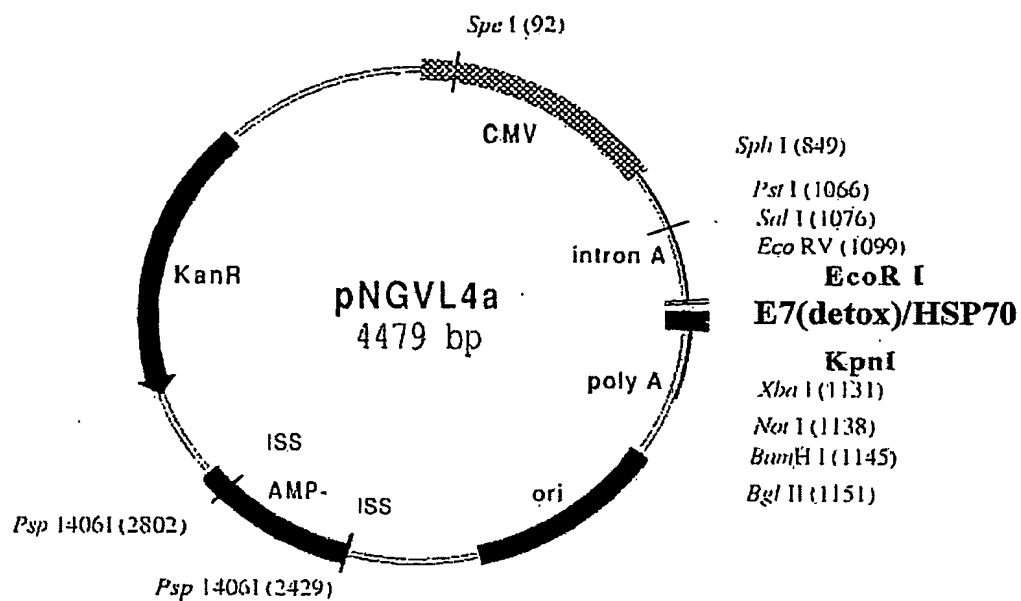 Spe I (92)
CMV
Sph I (849)
Pst I (1066)
Sal I (1076)
Eco RV (1099)
intron A
EcoR I
KanR
pNGVL4a
4479 bp
E7(detox)/HSP70
KpnI
poly A
Xba I (1131)
Not I (1138)
BamH I (1145)
Bgl II (1151)
ISS
AMP-
ISS
ori
Psp 1406I (2802)
Psp 1406I (2429)